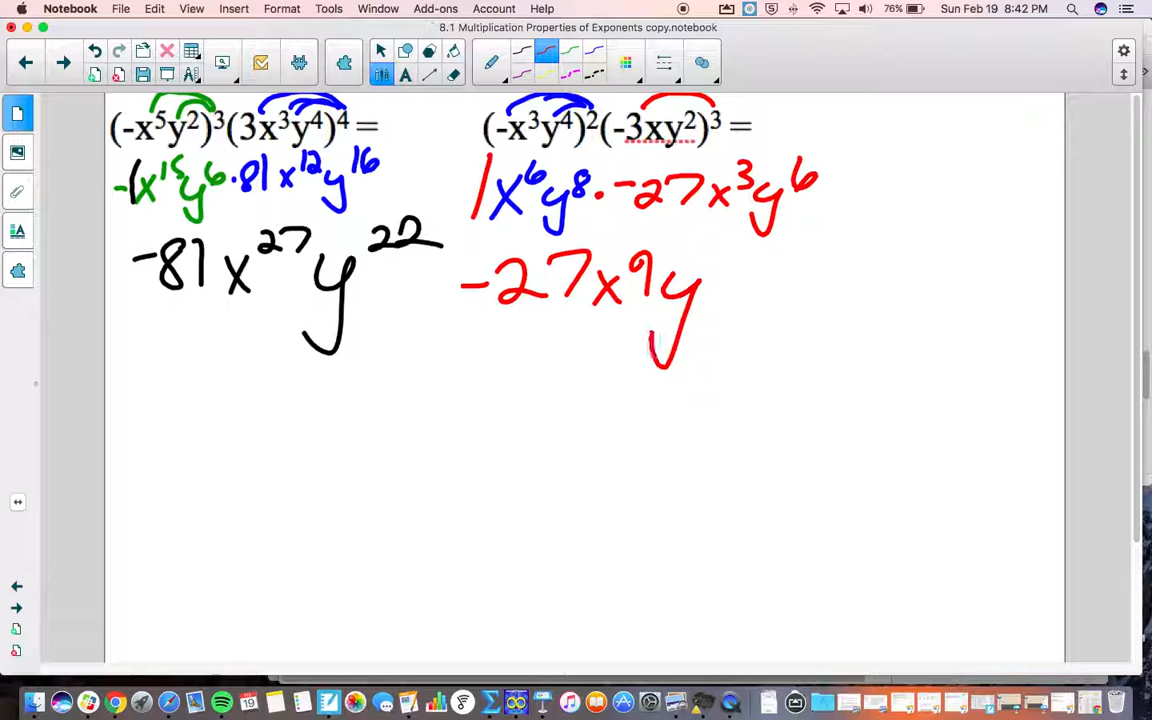 Notebook File Edit View Insert Format Tools Window Add-ons Account Help 76% Sun Feb 19 8:42 PM
8.1 Multiplication Properties of Exponents copy.notebook
(-x⁵y²)³(3x³y⁴)⁴= (-x³y⁴)²(-3xy²)³=
-1x¹⁵y⁶·81x¹²y¹⁶ 1x⁶y⁸·-27x³y⁶
-81x²⁷y²² -27x⁹y